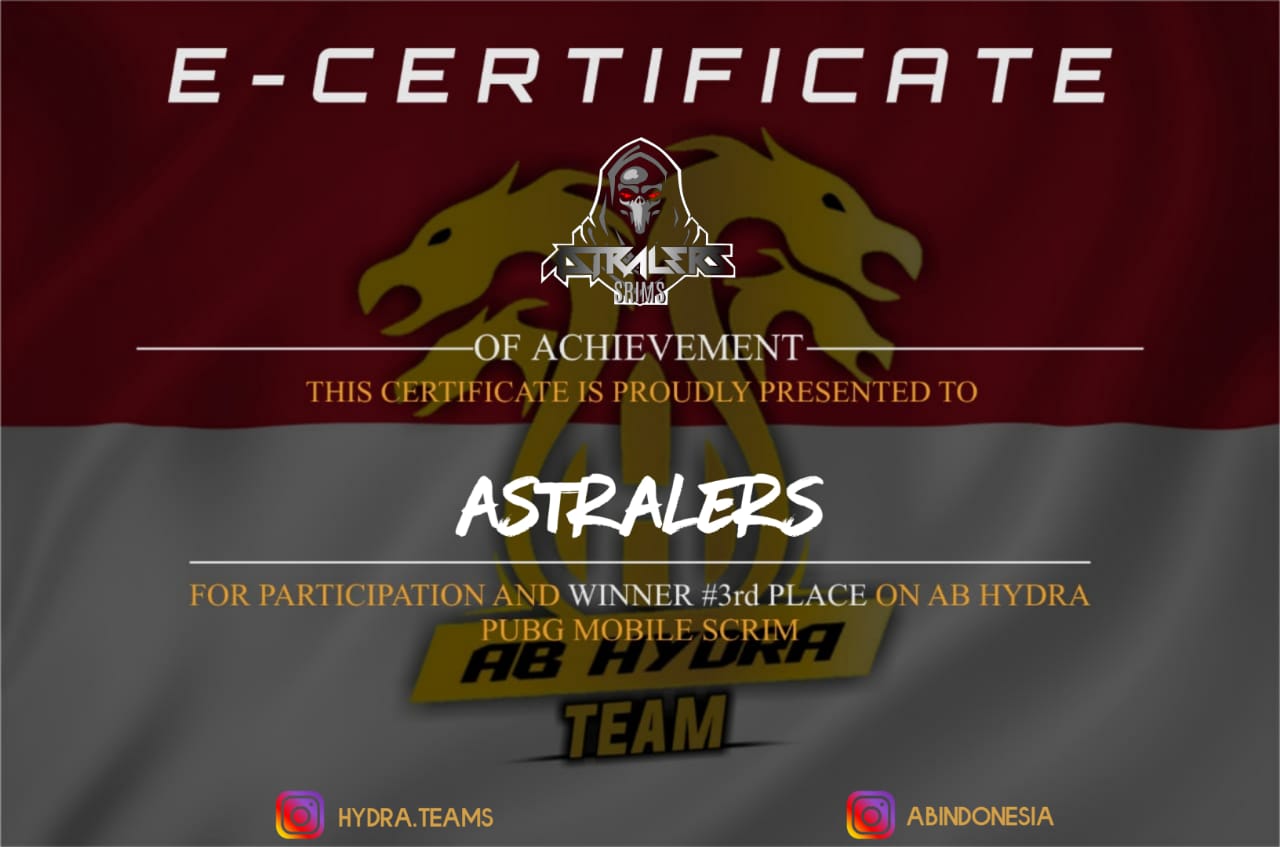 E-CERTIFICATE
ASTRALERS
SRIMS
OF ACHIEVEMENT
THIS CERTIFICATE IS PROUDLY PRESENTED TO
ASTRALERS
FOR PARTICIPATION AND WINNER #3rd PLACE ON AB HYDRA
PUBG MOBILE SCRIM
AB HYDRA
TEAM
HYDRA.TEAMS
ABINDONESIA